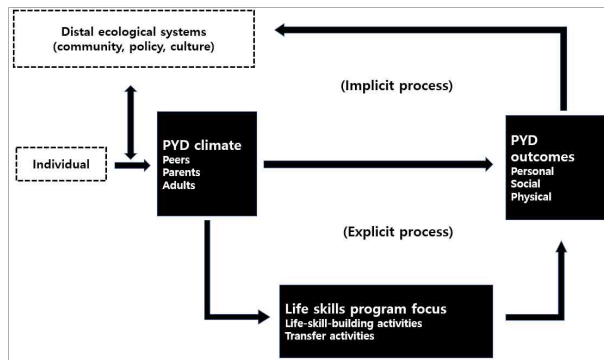 Distal ecological systems
(community, policy, culture)
(Implicit process)
Individual
PYD climate
Peers
Parents
Adults
PYD
outcomes
Personal
Social
Physical
(Explicit process)
Life skills program focus
Life-skill-building activities
Transfer activities